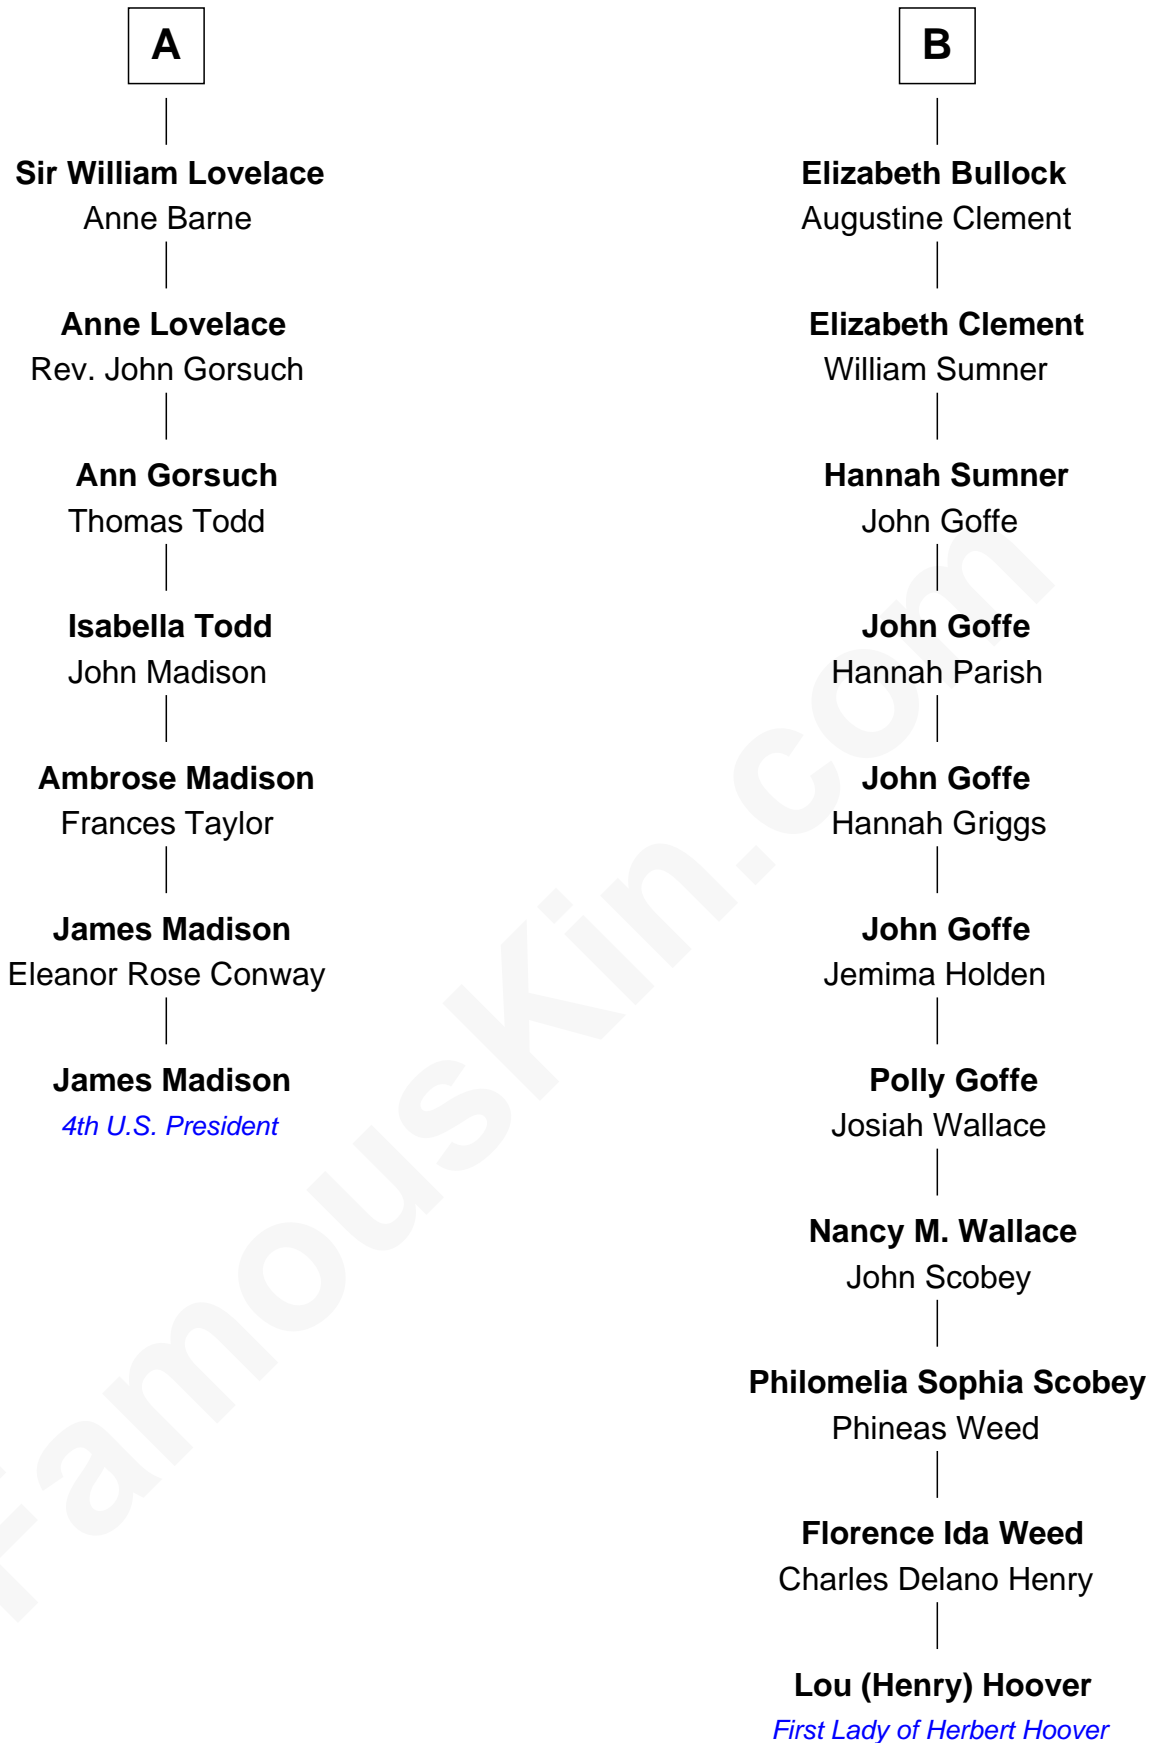 A
Sir William Lovelace
Anne Barne
Anne Lovelace
Rev. John Gorsuch
Ann Gorsuch
Thomas Todd
Isabella Todd
John Madison
Ambrose Madison
Frances Taylor
James Madison
Eleanor Rose Conway
James Madison
4th U.S. President
B
Elizabeth Bullock
Augustine Clement
Elizabeth Clement
William Sumner
Hannah Sumner
John Goffe
John Goffe
Hannah Parish
John Goffe
Hannah Griggs
John Goffe
Jemima Holden
Polly Goffe
Josiah Wallace
Nancy M. Wallace
John Scobey
Philomelia Sophia Scobey
Phineas Weed
Florence Ida Weed
Charles Delano Henry
Lou (Henry) Hoover
First Lady of Herbert Hoover
FamousKin.com